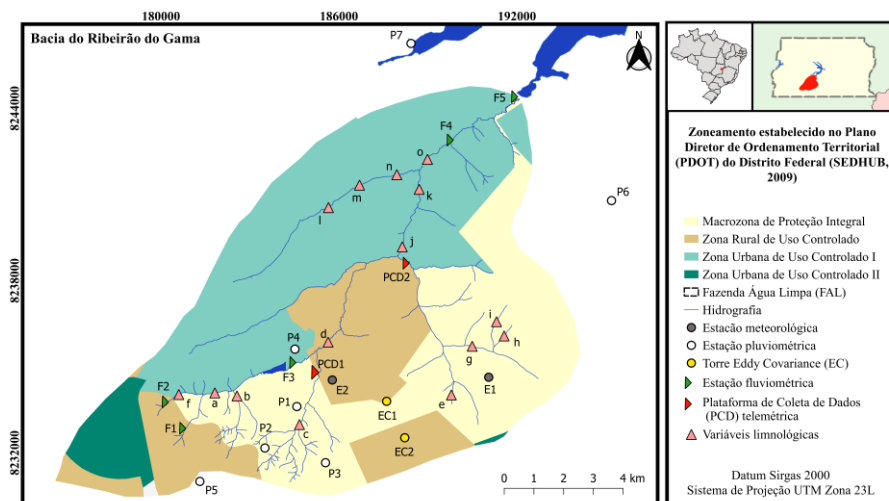 180000
186000
192000
Bacia do Ribeirão do Gama
P7
N
8244000
F5
F4
o
n
m
k
l
P6
j
8238000
PCD2
i
h
d
g
P4
F3
PCD1
E2
E1
F2
f
a
b
e
P1
EC1
F1
c
EC2
P2
8232000
P3
P5
0 1 2 3 4 km
Zoneamento estabelecido no Plano
Diretor de Ordenamento Territorial
(PDOT) do Distrito Federal (SEDHUB,
2009)
Macrozona de Proteção Integral
Zona Rural de Uso Controlado
Zona Urbana de Uso Controlado I
Zona Urbana de Uso Controlado II
Fazenda Água Limpa (FAL)
Hidrografia
Estacão meteorológica
Estação pluviométrica
Torre Eddy Covariance (EC)
Estação fluviométrica
Plataforma de Coleta de Dados
(PCD) telemétrica
Variáveis limnológicas
Datum Sirgas 2000
Sistema de Projeção UTM Zona 23L